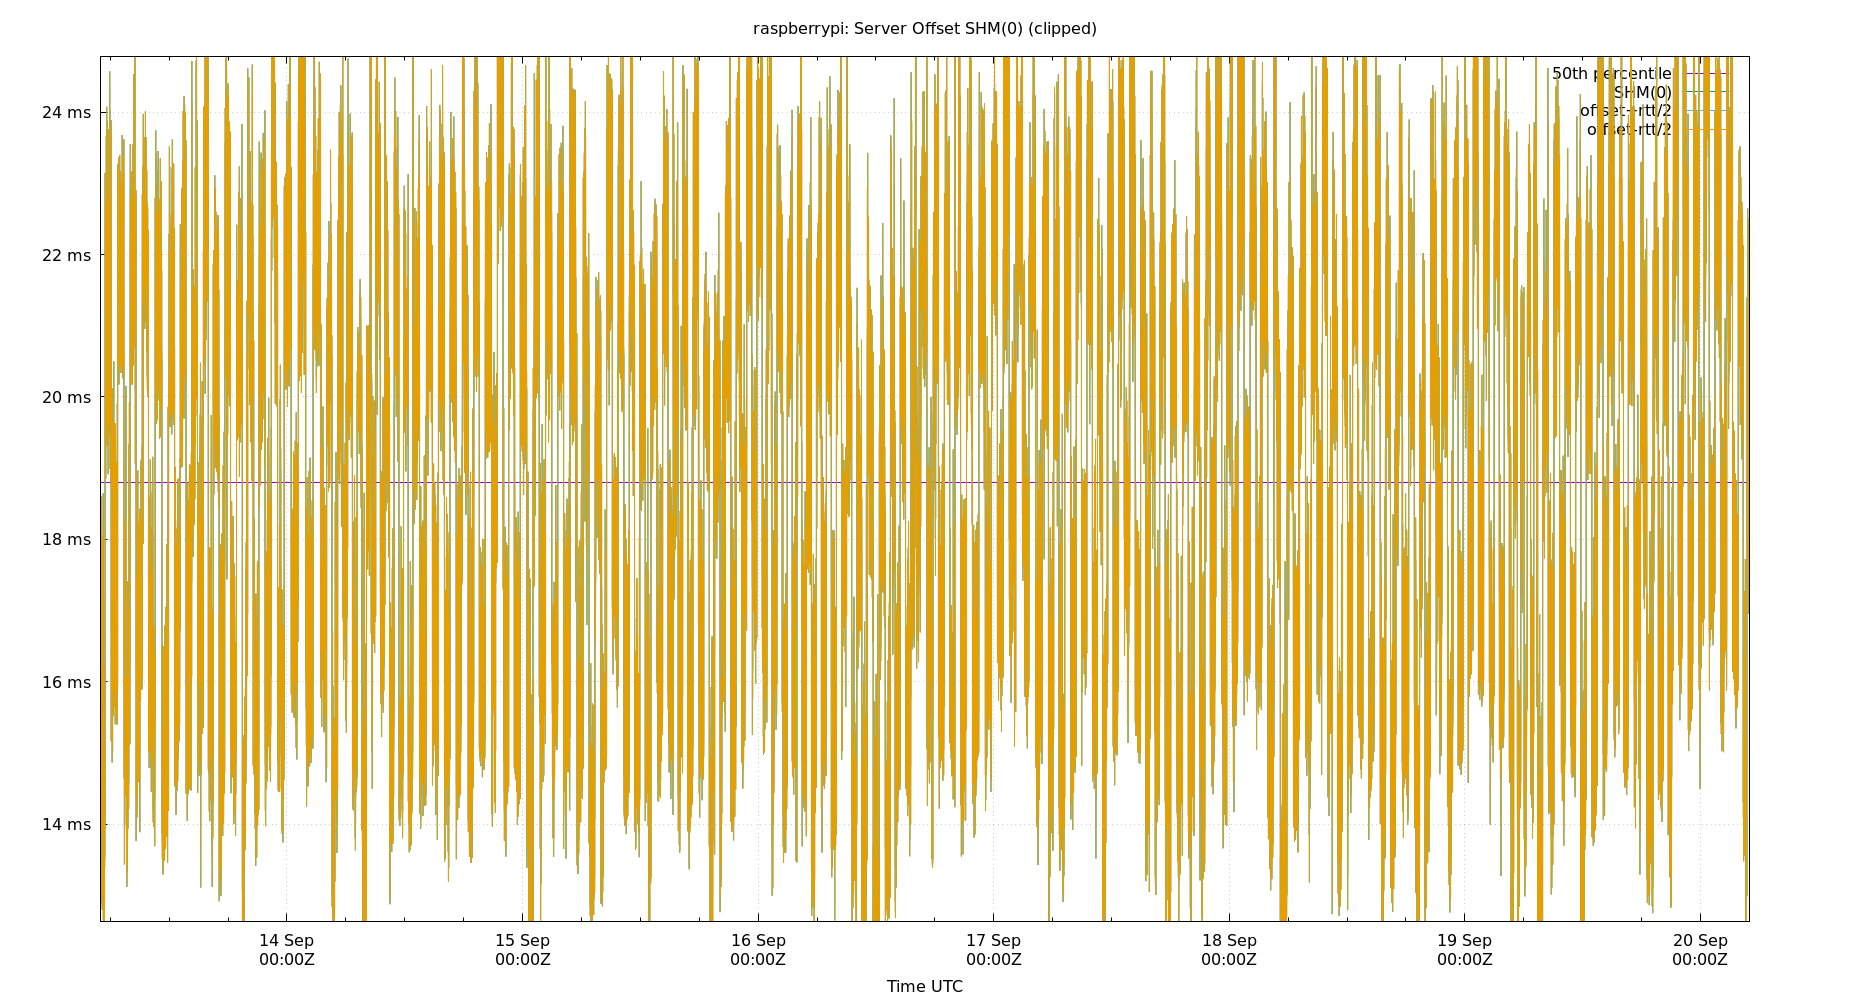 raspberrypi: Server Offset SHM(0) (clipped)
50th percentile
SHM(0)
offset+rtt/2
offset-rtt/2
24 ms
22 ms
20 ms
18 ms
16 ms
14 ms
14 Sep 15 Sep 16 Sep 17 Sep 18 Sep 19 Sep 20 Sep
00:00Z 00:00Z 00:00Z 00:00Z 00:00Z 00:00Z 00:00Z
Time UTC